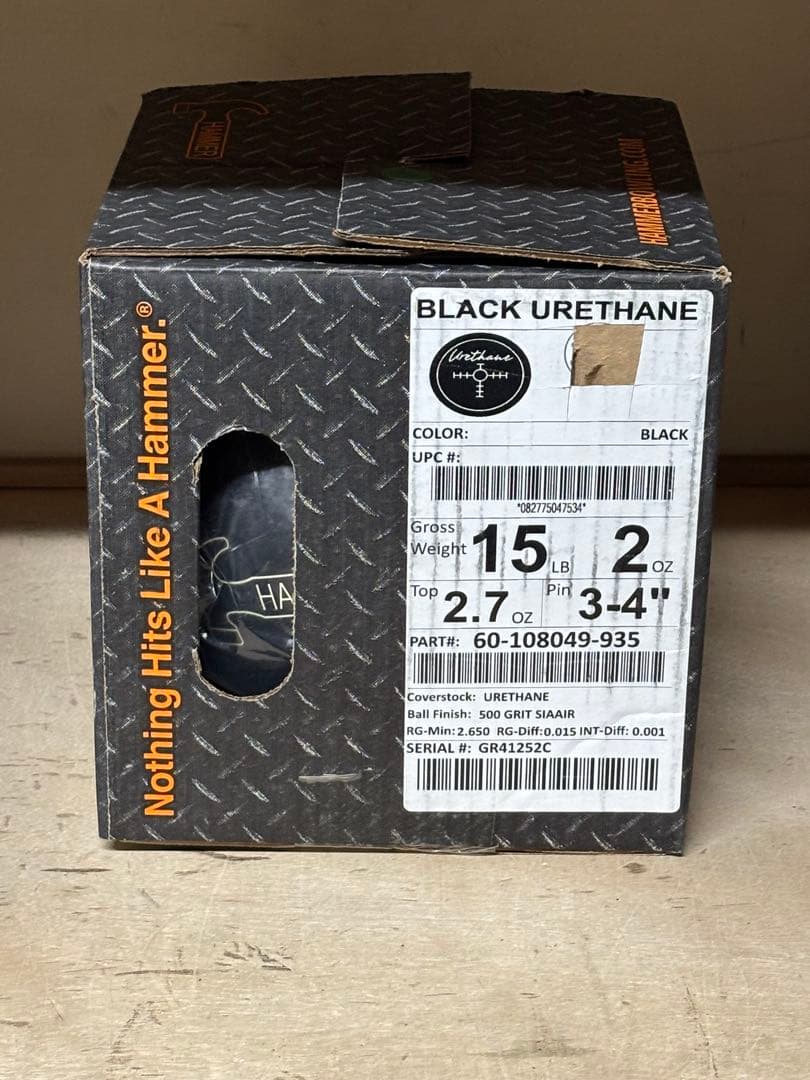 HAMMER
HAMMERBOWLING.COM
Nothing Hits Like A Hammer.®
HA
BLACK URETHANE
Urethane
COLOR: BLACK
UPC #:
*082775047534*
Gross Weight 15 LB 2 OZ
Top 2.7 OZ Pin 3-4"
PART#: 60-108049-935
Coverstock: URETHANE
Ball Finish: 500 GRIT SIAAIR
RG-Min: 2.650 RG-Diff: 0.015 INT-Diff: 0.001
SERIAL #: GR41252C